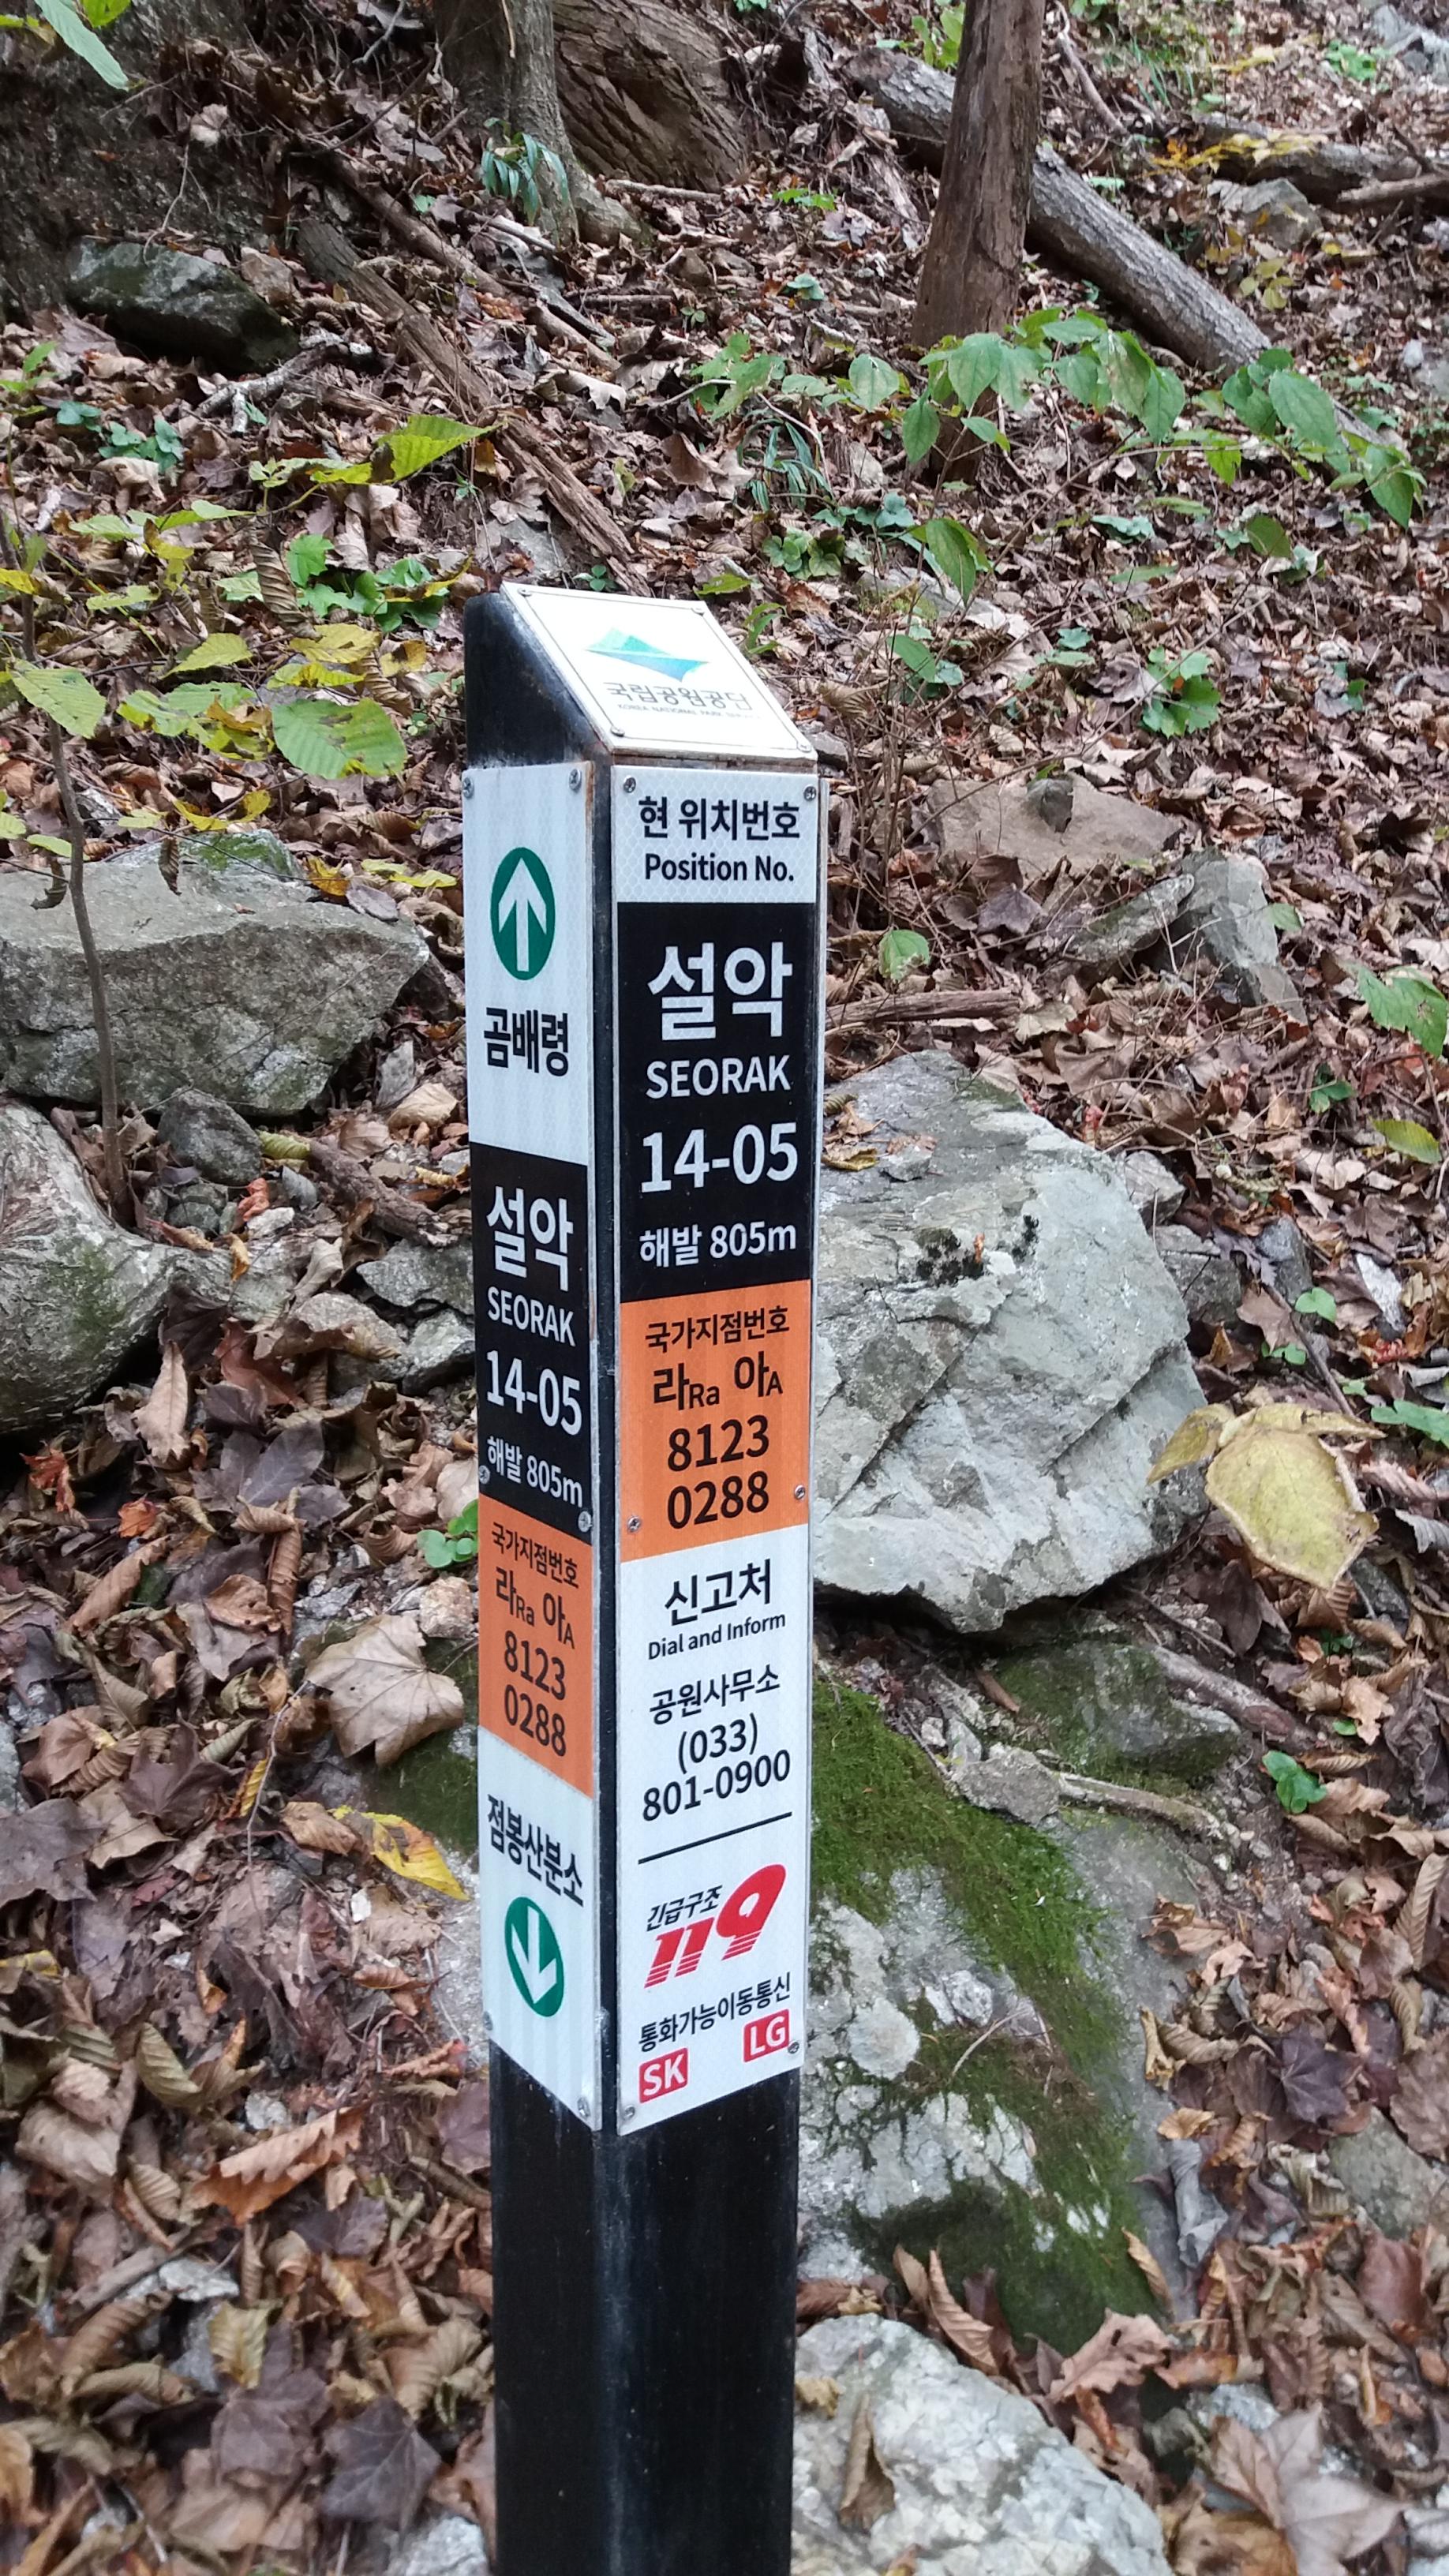 국립공원공단
KOREA NATIONAL PARK SERVICE
곰배령
설악
SEORAK
14-05
해발 805m
국가지점번호
라Ra 아A
8123
0288
점봉산분소
현 위치번호
Position No.
설악
SEORAK
14-05
해발 805m
국가지점번호
라Ra 아A
8123
0288
신고처
Dial and Inform
공원사무소
(033)
801-0900
긴급구조
119
통화가능이동통신
SK LG